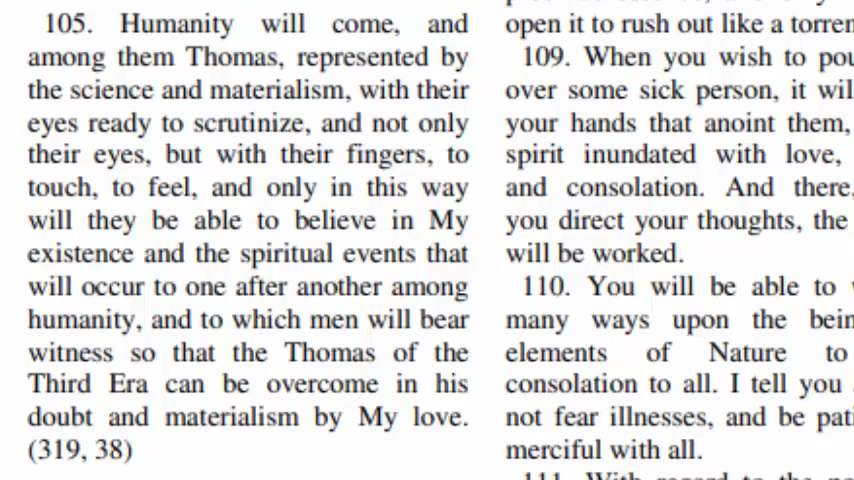 105. Humanity will come, and
among them Thomas, represented by
the science and materialism, with their
eyes ready to scrutinize, and not only
their eyes, but with their fingers, to
touch, to feel, and only in this way
will they be able to believe in My
existence and the spiritual events that
will occur to one after another among
humanity, and to which men will bear
witness so that the Thomas of the
Third Era can be overcome in his
doubt and materialism by My love.
(319, 38)
open it to rush out like a
109. When you wish to
over some sick person, it
your hands that anoint them,
spirit inundated with love,
and consolation. And there,
you direct your thoughts, the
will be worked.
110. You will be able to
many ways upon the
elements of Nature to
consolation to all. I tell you
not fear illnesses, and be
merciful with all.
111. With regard to the